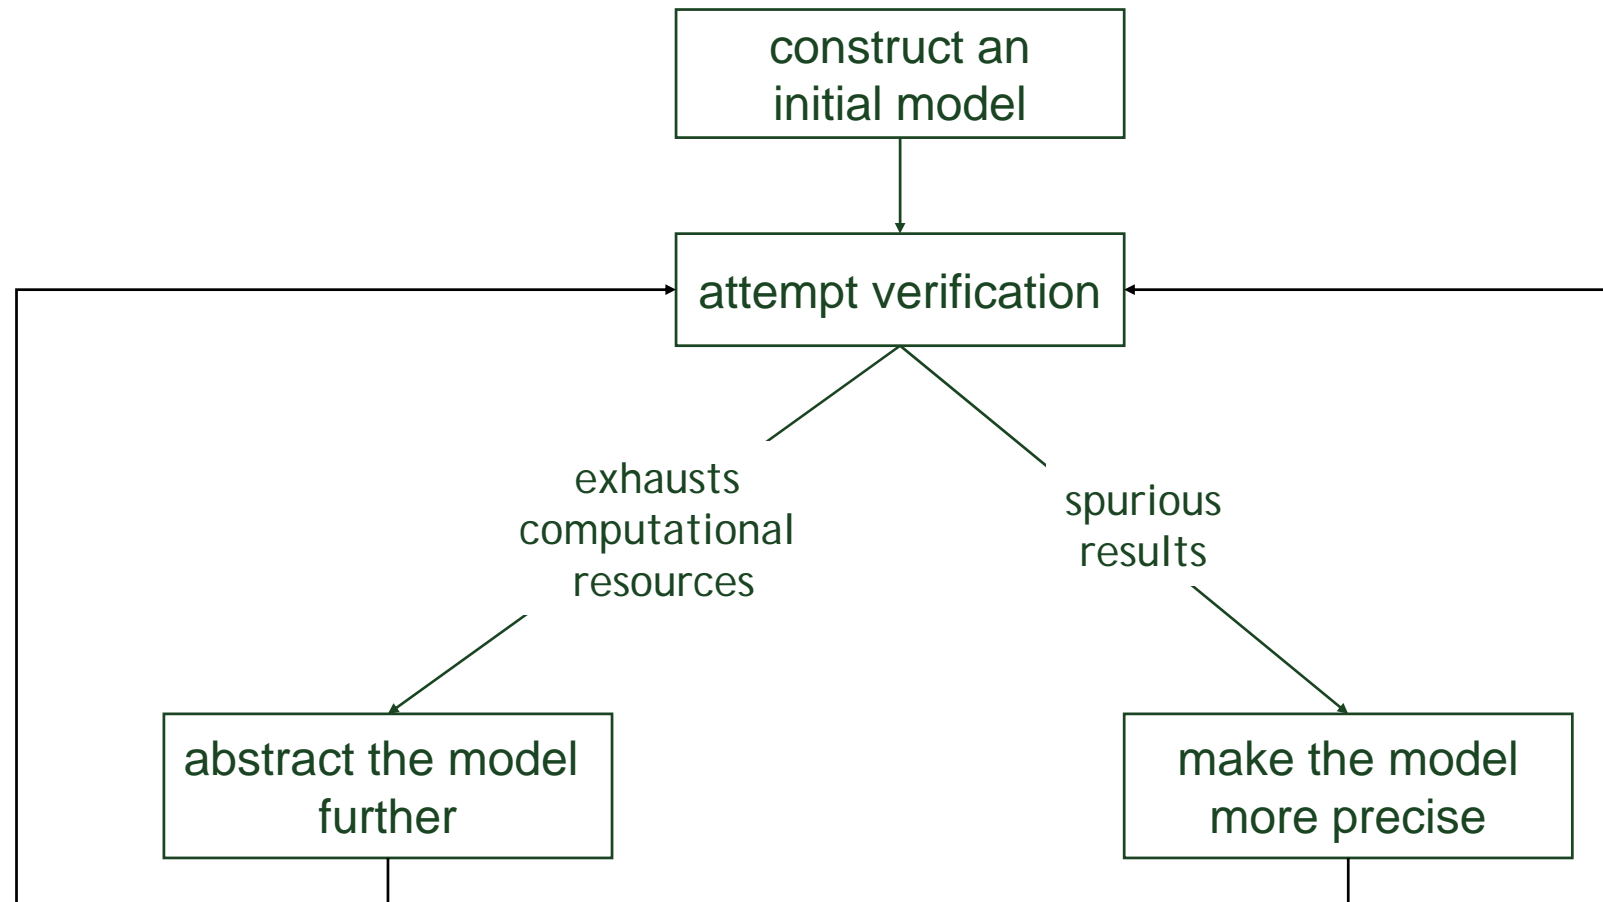 construct an
initial model
attempt verification
exhausts
computational
resources
spurious
results
abstract the model
further
make the model
more precise